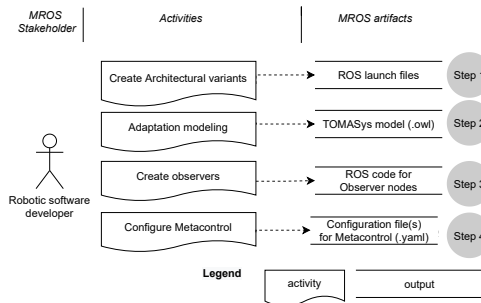 MROS
Stakeholder
Activities
MROS artifacts
Create Architectural variants
ROS launch files
Step 1
Adaptation modeling
TOMASys model (.owl)
Step 2
Create observers
ROS code for
Observer nodes
Step 3
Robotic software
developer
Configure Metacontrol
Configuration file(s)
for Metacontrol (.yaml)
Step 4
Legend
activity
output